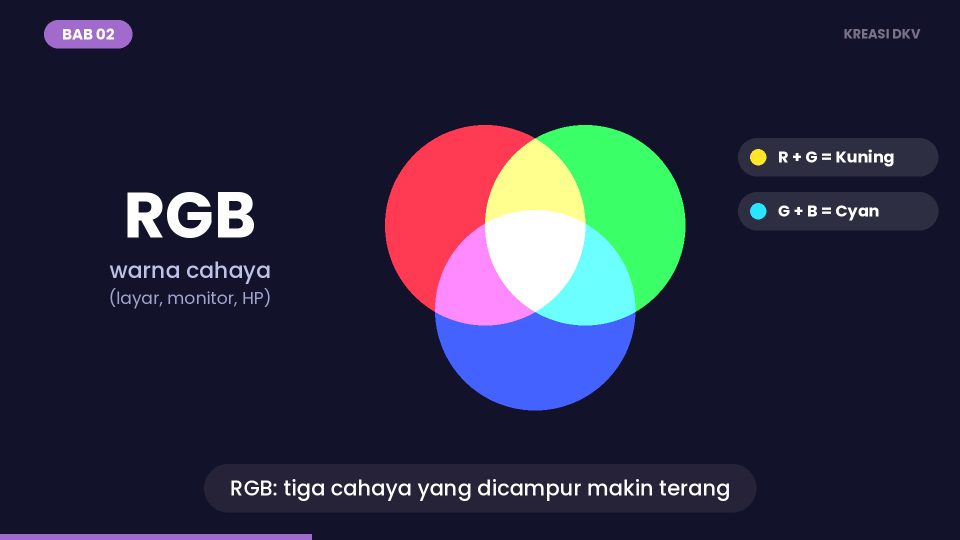 BAB 02
KREASI DKV
RGB
warna cahaya
(layar, monitor, HP)
R + G = Kuning
G + B = Cyan
RGB: tiga cahaya yang dicampur makin terang